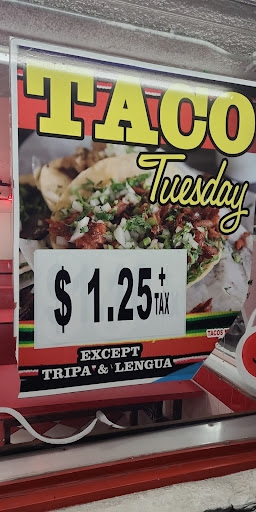 TACO
Tuesday
$ 1.25 + TAX
TACOS
EXCEPT
TRIPA & LENGUA